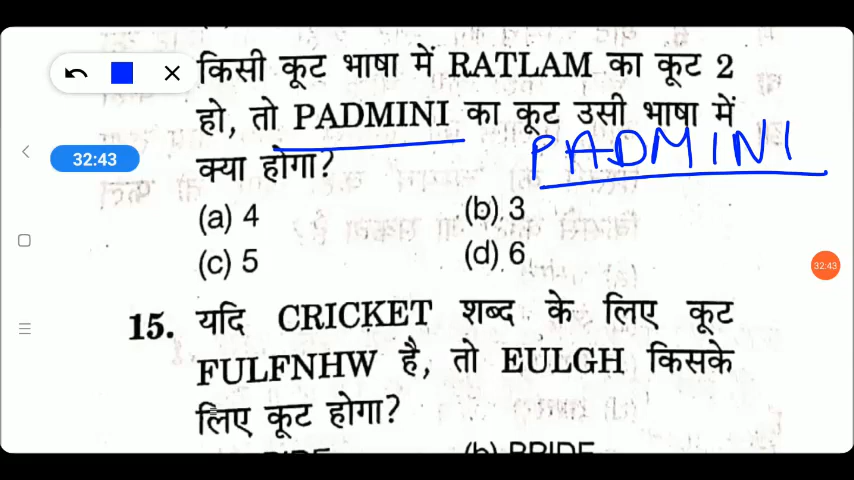 किसी कूट भाषा में RATLAM का कूट 2
हो, तो PADMINI का कूट उसी भाषा में
PADMINI
32:43
क्या होगा?
(a) 4
(b) 3
(c) 5
(d) 6
32:43
15. यदि CRICKET शब्द के लिए कूट
FULFNHW है, तो EULGH किसके
लिए कूट होगा?
(b) BRIDE